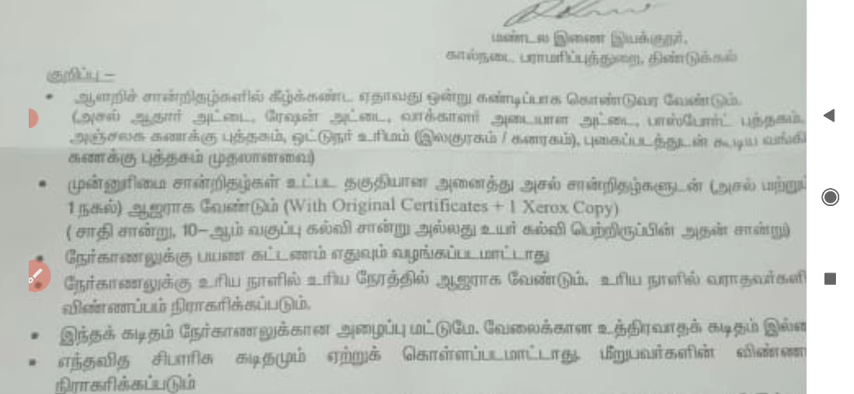 மண்டல இணை இயக்குநர்,
கால்நடை பராமரிப்புத்துறை, திண்டுக்கல்
குறிப்பு –
• ஆளறிச் சான்றிதழ்களில் கீழ்க்கண்ட ஏதாவது ஒன்று கண்டிப்பாக கொண்டுவர வேண்டும்.
(அசல் ஆதார் அட்டை, ரேஷன் அட்டை, வாக்காளர் அடையாள அட்டை, பாஸ்போர்ட் புத்தகம்,
அஞ்சலக கணக்கு புத்தகம், ஒட்டுநர் உரிமம் (இலகுரகம் / கனரகம்), புகைப்படத்துடன் கூடிய வங்கி
கணக்கு புத்தகம் முதலானவை)
• முன்னுரிமை சான்றிதழ்கள் உட்பட தகுதியான அனைத்து அசல் சான்றிதழ்களுடன் (அசல் மற்றும்
1 நகல்) ஆஜராக வேண்டும் (With Original Certificates + 1 Xerox Copy)
( சாதி சான்று, 10–ஆம் வகுப்பு கல்வி சான்று அல்லது உயர் கல்வி பெற்றிருப்பின் அதன் சான்று)
• நேர்காணலுக்கு பயண கட்டணம் எதுவும் வழங்கப்படமாட்டாது
• நேர்காணலுக்கு உரிய நாளில் உரிய நேரத்தில் ஆஜராக வேண்டும். உரிய நாளில் வராதவர்களி
விண்ணப்பம் நிராகரிக்கப்படும்.
• இந்தக் கடிதம் நேர்காணலுக்கான அழைப்பு மட்டுமே. வேலைக்கான உத்திரவாதக் கடிதம் இல்
• எந்தவித சிபாரிசு கடிதமும் ஏற்றுக் கொள்ளப்படமாட்டாது. மீறுபவர்களின் விண்ண
நிராகரிக்கப்படும்